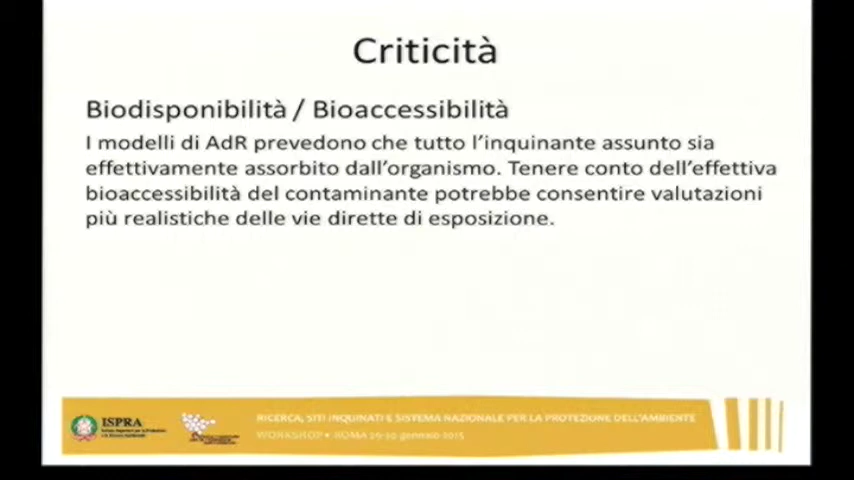 Criticità
Biodisponibilità / Bioaccessibilità
I modelli di AdR prevedono che tutto l'inquinante assunto sia
effettivamente assorbito dall'organismo. Tenere conto dell'effettiva
bioaccessibilità del contaminante potrebbe consentire valutazioni
più realistiche delle vie dirette di esposizione.
ISPRA
RICERCA, SITI INQUINATI E SISTEMA NAZIONALE PER LA PROTEZIONE DELL'AMBIENTE
WORKSHOP • ROMA gennaio 2015